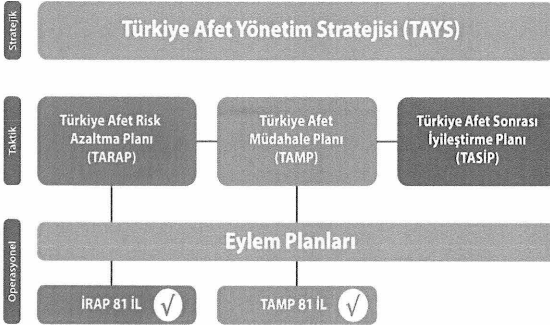 Stratejik
Türkiye Afet Yönetim Stratejisi (TAYS)
Taktik
Türkiye Afet Risk
Azaltma Planı
(TARAP)
Türkiye Afet
Müdahale Planı
(TAMP)
Türkiye Afet Sonrası
İyileştirme Planı
(TASİP)
Operasyonel
Eylem Planları
İRAP 81 İL √
TAMP 81 İL √